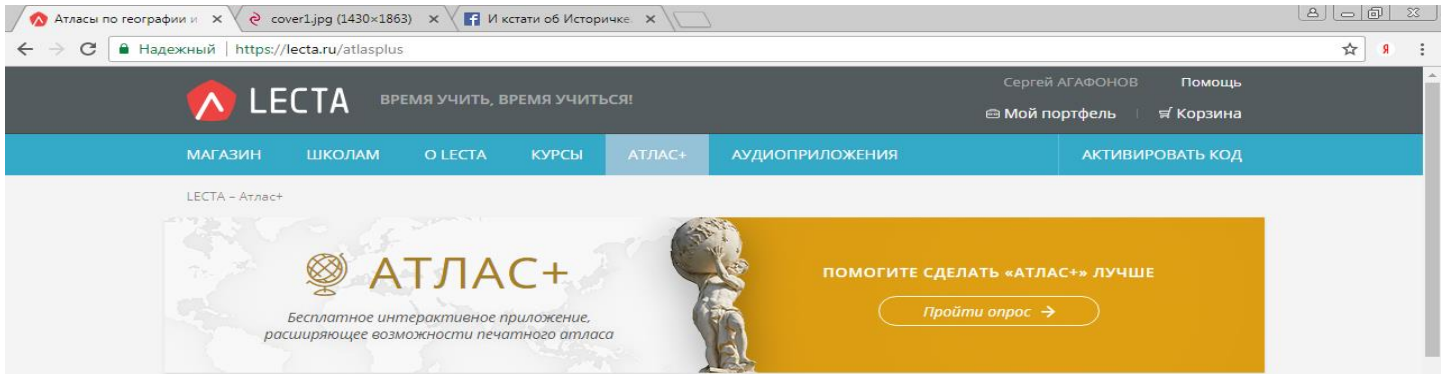 Атласы по географии и
cover1.jpg (1430×1863)
И кстати об Историчке
Надежный | https://lecta.ru/atlasplus
Я
LECTA
ВРЕМЯ УЧИТЬ, ВРЕМЯ УЧИТЬСЯ!
Сергей АГАФОНОВ Помощь
Мой портфель | Корзина
МАГАЗИН ШКОЛАМ О LECTA КУРСЫ АТЛАС+ АУДИОПРИЛОЖЕНИЯ АКТИВИРОВАТЬ КОД
LECTA – Атлас+
АТЛАС+
Бесплатное интерактивное приложение,
расширяющее возможности печатного атласа
ПОМОГИТЕ СДЕЛАТЬ «АТЛАС+» ЛУЧШЕ
Пройти опрос →